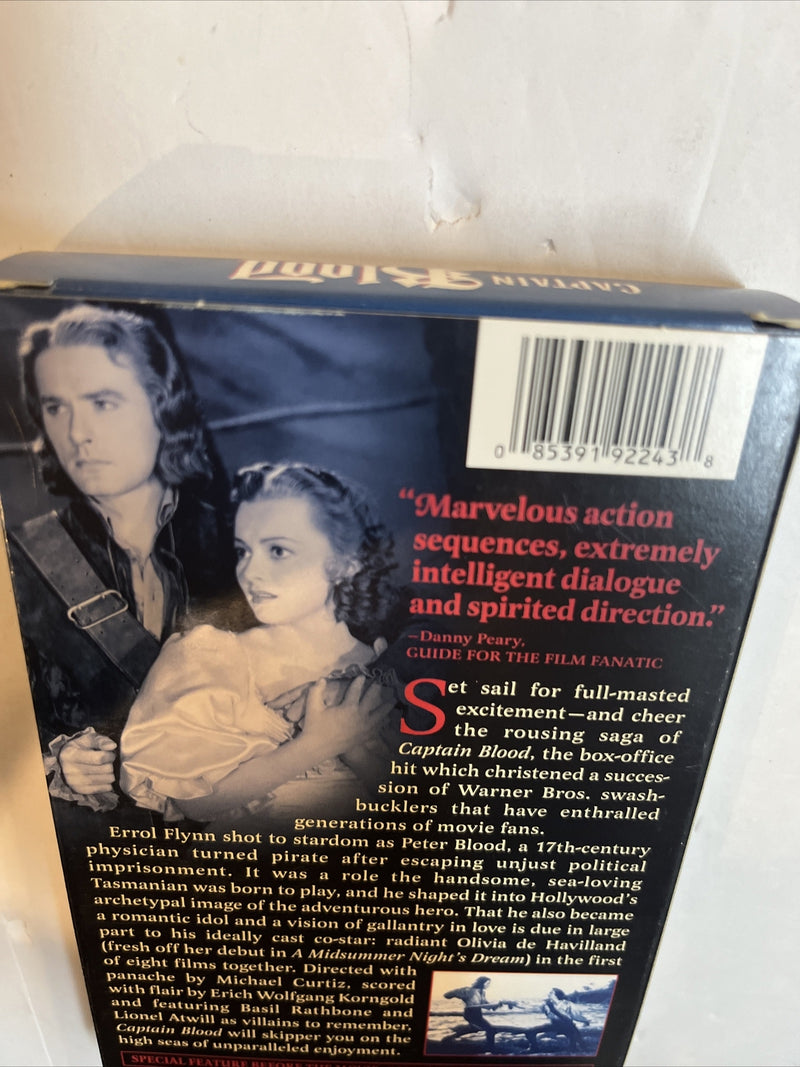 CAPTAIN Blood
0 85391 92243 8
“Marvelous action
sequences, extremely
intelligent dialogue
and spirited direction.”
–Danny Peary,
GUIDE FOR THE FILM FANATIC
Set sail for full-masted
excitement—and cheer
the rousing saga of
Captain Blood, the box-office
hit which christened a succes-
sion of Warner Bros. swash-
bucklers that have enthralled
generations of movie fans.
Errol Flynn shot to stardom as Peter Blood, a 17th-century
physician turned pirate after escaping unjust political
imprisonment. It was a role the handsome, sea-loving
Tasmanian was born to play, and he shaped it into Hollywood's
archetypal image of the adventurous hero. That he also became
a romantic idol and a vision of gallantry in love is due in large
part to his ideally cast co-star: radiant Olivia de Havilland
(fresh off her debut in A Midsummer Night's Dream) in the first
of eight films together. Directed with
panache by Michael Curtiz, scored
with flair by Erich Wolfgang Korngold
and featuring Basil Rathbone and
Lionel Atwill as villains to remember,
Captain Blood will skipper you on the
high seas of unparalleled enjoyment.
SPECIAL FEATURE BEFORE THE